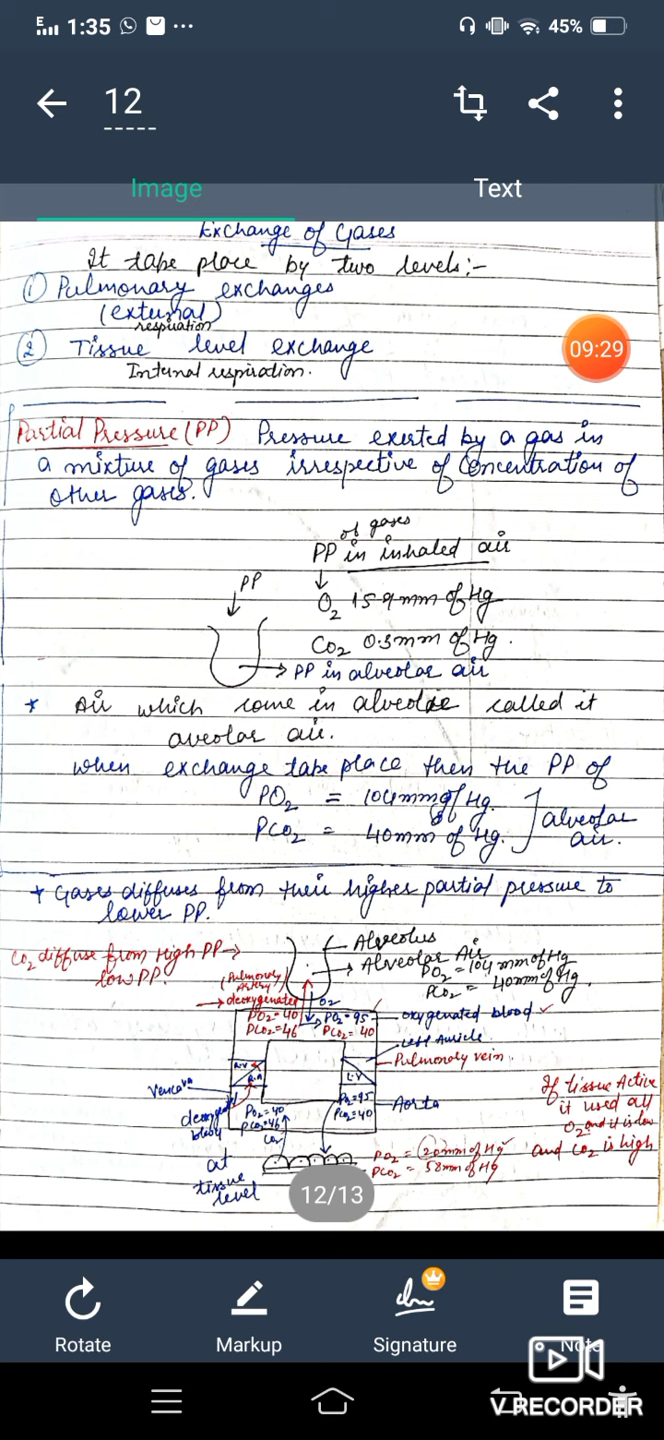 E 1:35 ... 45%
12
Image Text
Exchange of Gases
It take place by two levels:-
① Pulmonary exchanges
(external)
respiration
② Tissue level exchange
Internal respiration.
09:29
Partial Pressure (PP) Pressure exerted by a gas in
a mixture of gases irrespective of Concentration of
other gases.
of gases
PP in inhaled air
PP
O2 159mm of Hg
CO2 0.3mm of Hg.
PP in alveolar air
* Air which come in alveolie called it
aveolar air.
when exchange take place then the PP of
PO2 = 104mm of Hg.
PCO2 = 40mm of Hg.
alveolar
air.
* Gases diffuses from their higher partial pressure to
lower PP.
CO2 diffuse from High PP→
low PP.
Alveolus
Alveolar Air
PO2 = 104 mm of Hg
PCO2 = 40mm of Hg.
(Pulmonary
Artery)
deoxygenated
O2
PO2=40
PCO2=46
PO2=95
PCO2=40
oxygenated blood
Left Auricle
Pulmonary vein
R.V
R.A
L.V
Vencava
deoxyg
blood
PO2=40
PCO2=46
CO2
PO2=95
PCO2=40
Aorta
If tissue Active
it used all
O2 and it is low
and CO2 is high
at
tissue
level
PO2 = 20mm of Hg
PCO2 = 58mm of Hg
12/13
Rotate Markup Signature Note
V.RECORDER